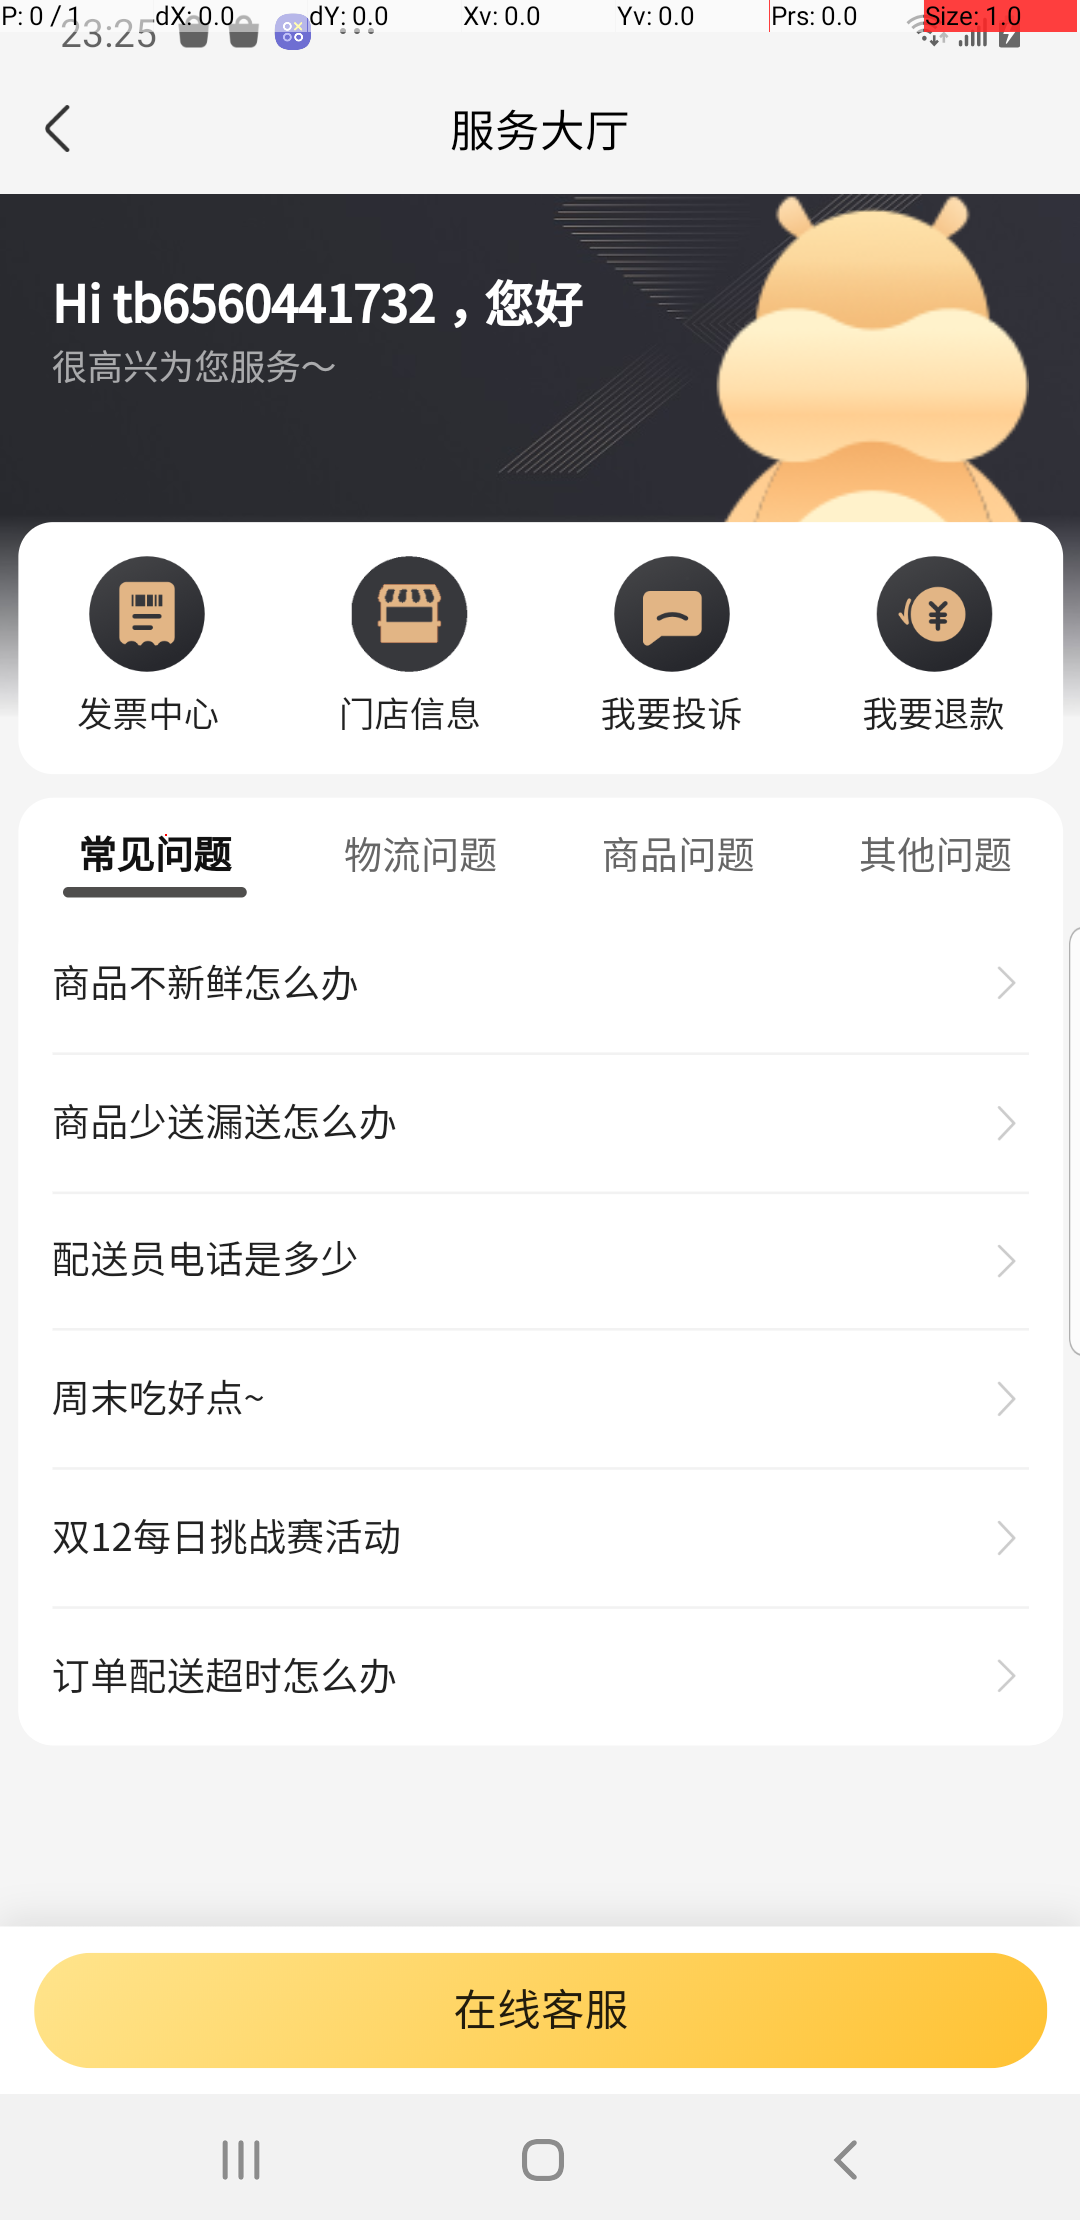 P: 0 / 1 dX: 0.0 dY: 0.0 Xv: 0.0 Yv: 0.0 Prs: 0.0 Size: 1.0
23:25
服务大厅
Hi tb6560441732，您好
很高兴为您服务～
发票中心 门店信息 我要投诉 我要退款
常见问题 物流问题 商品问题 其他问题
商品不新鲜怎么办
商品少送漏送怎么办
配送员电话是多少
周末吃好点~
双12每日挑战赛活动
订单配送超时怎么办
在线客服